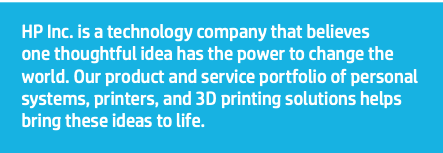 HP Inc. is a technology company that believes
one thoughtful idea has the power to change the
world. Our product and service portfolio of personal
systems, printers, and 3D printing solutions helps
bring these ideas to life.